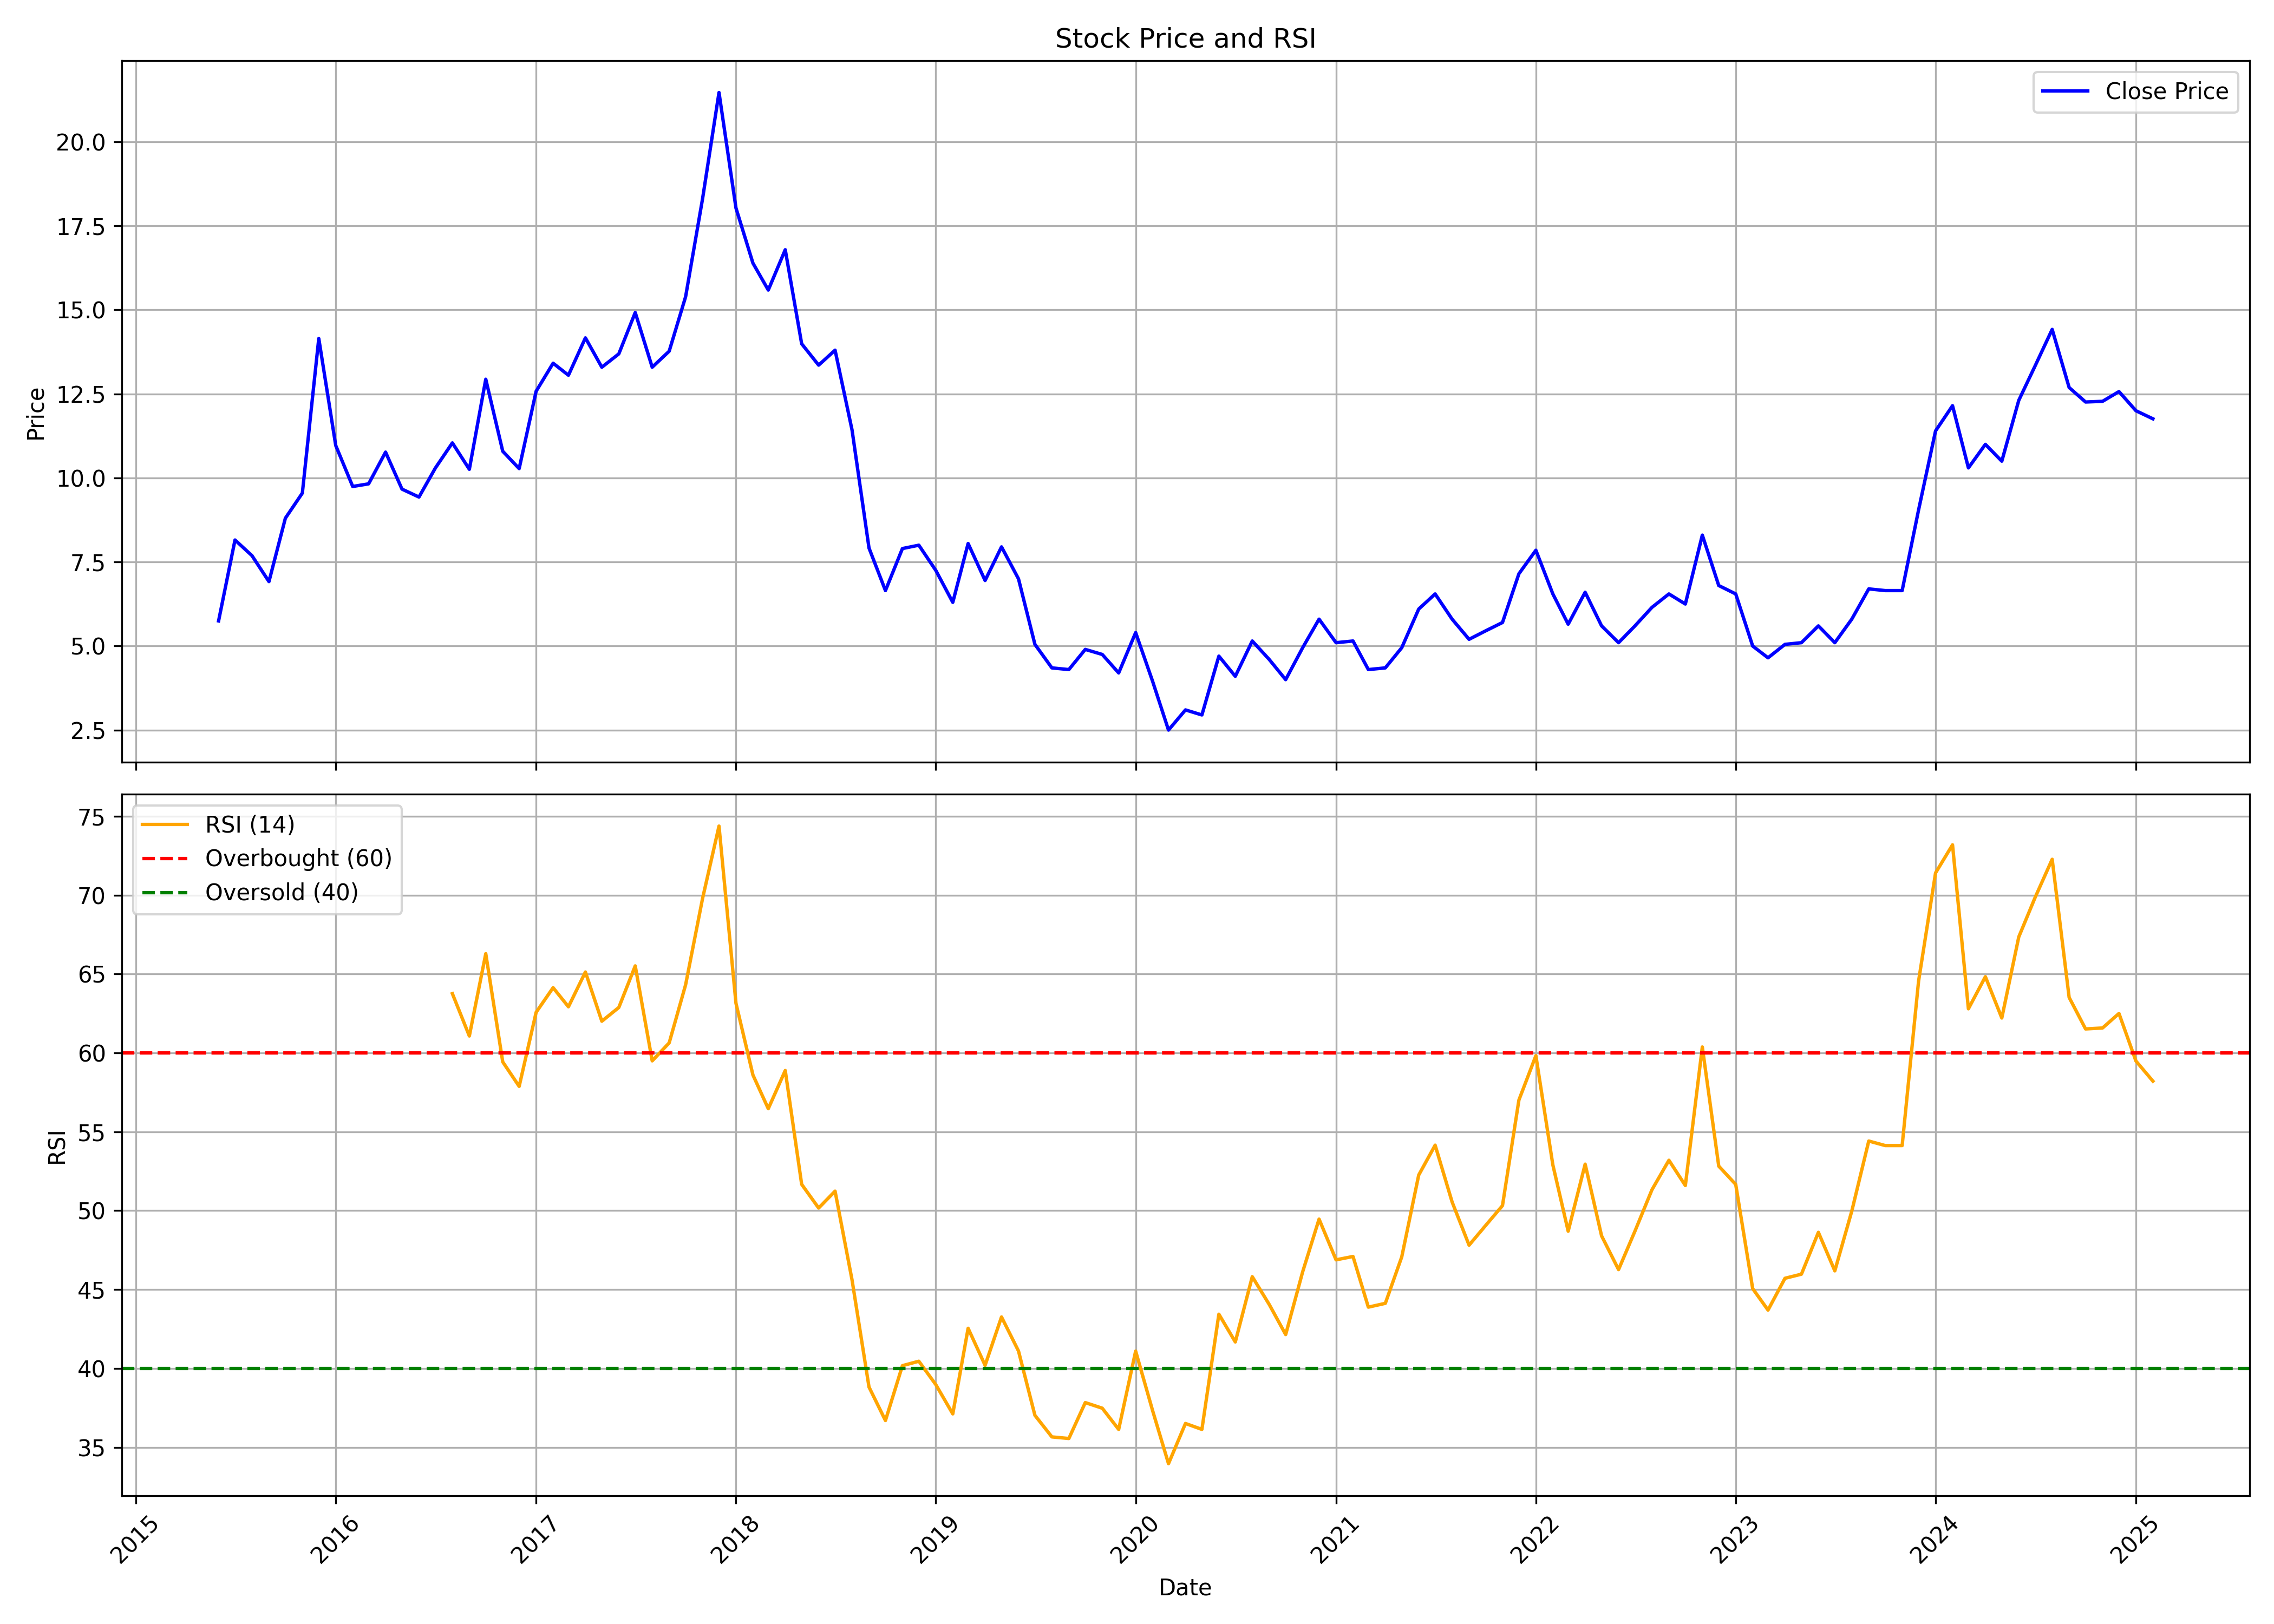 Stock Price and RSI
Close Price
Price
20.0
17.5
15.0
12.5
10.0
7.5
5.0
2.5
RSI (14)
Overbought (60)
Oversold (40)
RSI
75
70
65
60
55
50
45
40
35
2015 2016 2017 2018 2019 2020 2021 2022 2023 2024 2025
Date